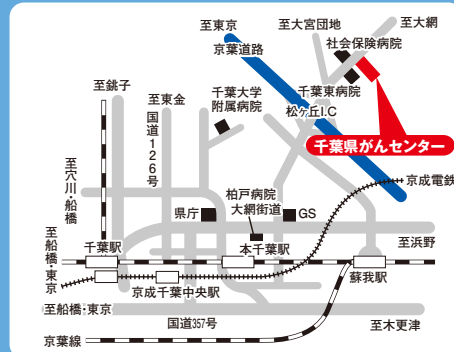 至東京
至大宮団地
至大網
京葉道路
社会保険病院
至銚子
至東金
千葉大学
附属病院
千葉東病院
松ヶ丘I.C
国道126号
千葉県がんセンター
至穴川・船橋
京成電鉄
柏戸病院
大網街道
県庁
GS
至船橋・東京
千葉駅
本千葉駅
至浜野
蘇我駅
京成千葉中央駅
至船橋・東京
国道357号
至木更津
京葉線